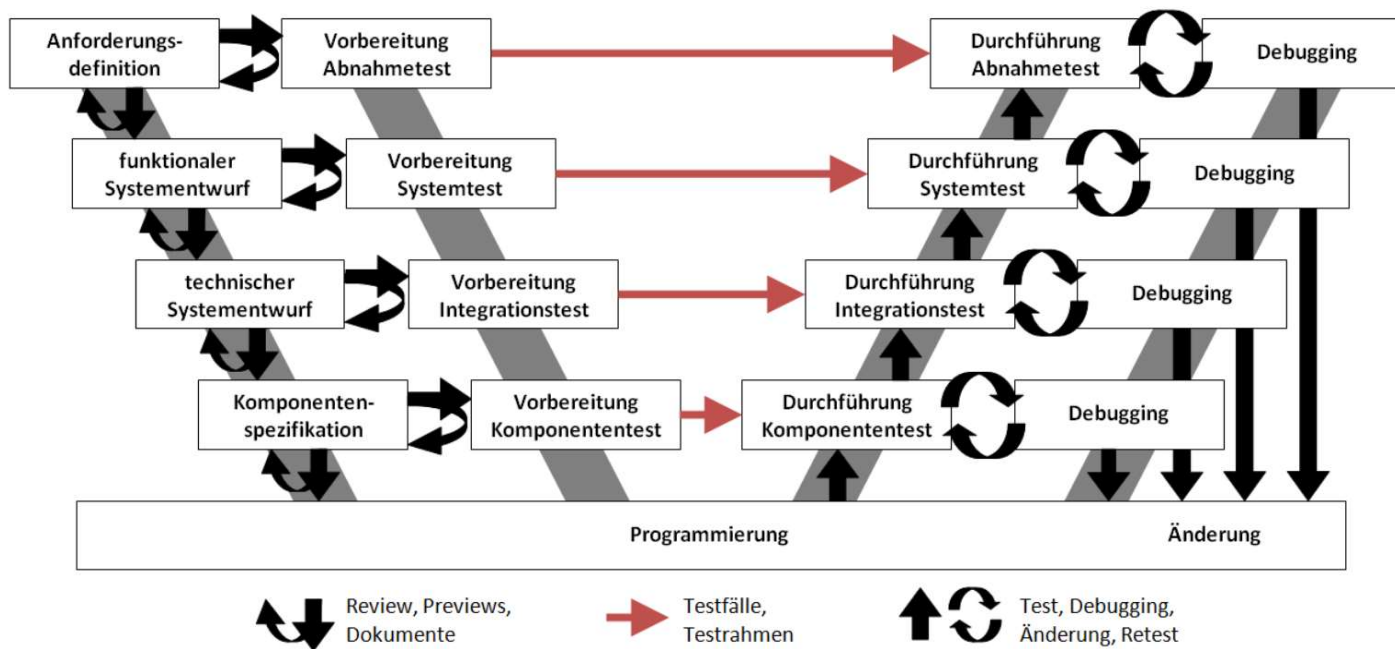 Anforderungs-
definition
Vorbereitung
Abnahmetest
Durchführung
Abnahmetest
Debugging
funktionaler
Systementwurf
Vorbereitung
Systemtest
Durchführung
Systemtest
Debugging
technischer
Systementwurf
Vorbereitung
Integrationstest
Durchführung
Integrationstest
Debugging
Komponenten-
spezifikation
Vorbereitung
Komponententest
Durchführung
Komponententest
Debugging
Programmierung
Änderung
Review, Previews,
Dokumente
Testfälle,
Testrahmen
Test, Debugging,
Änderung, Retest